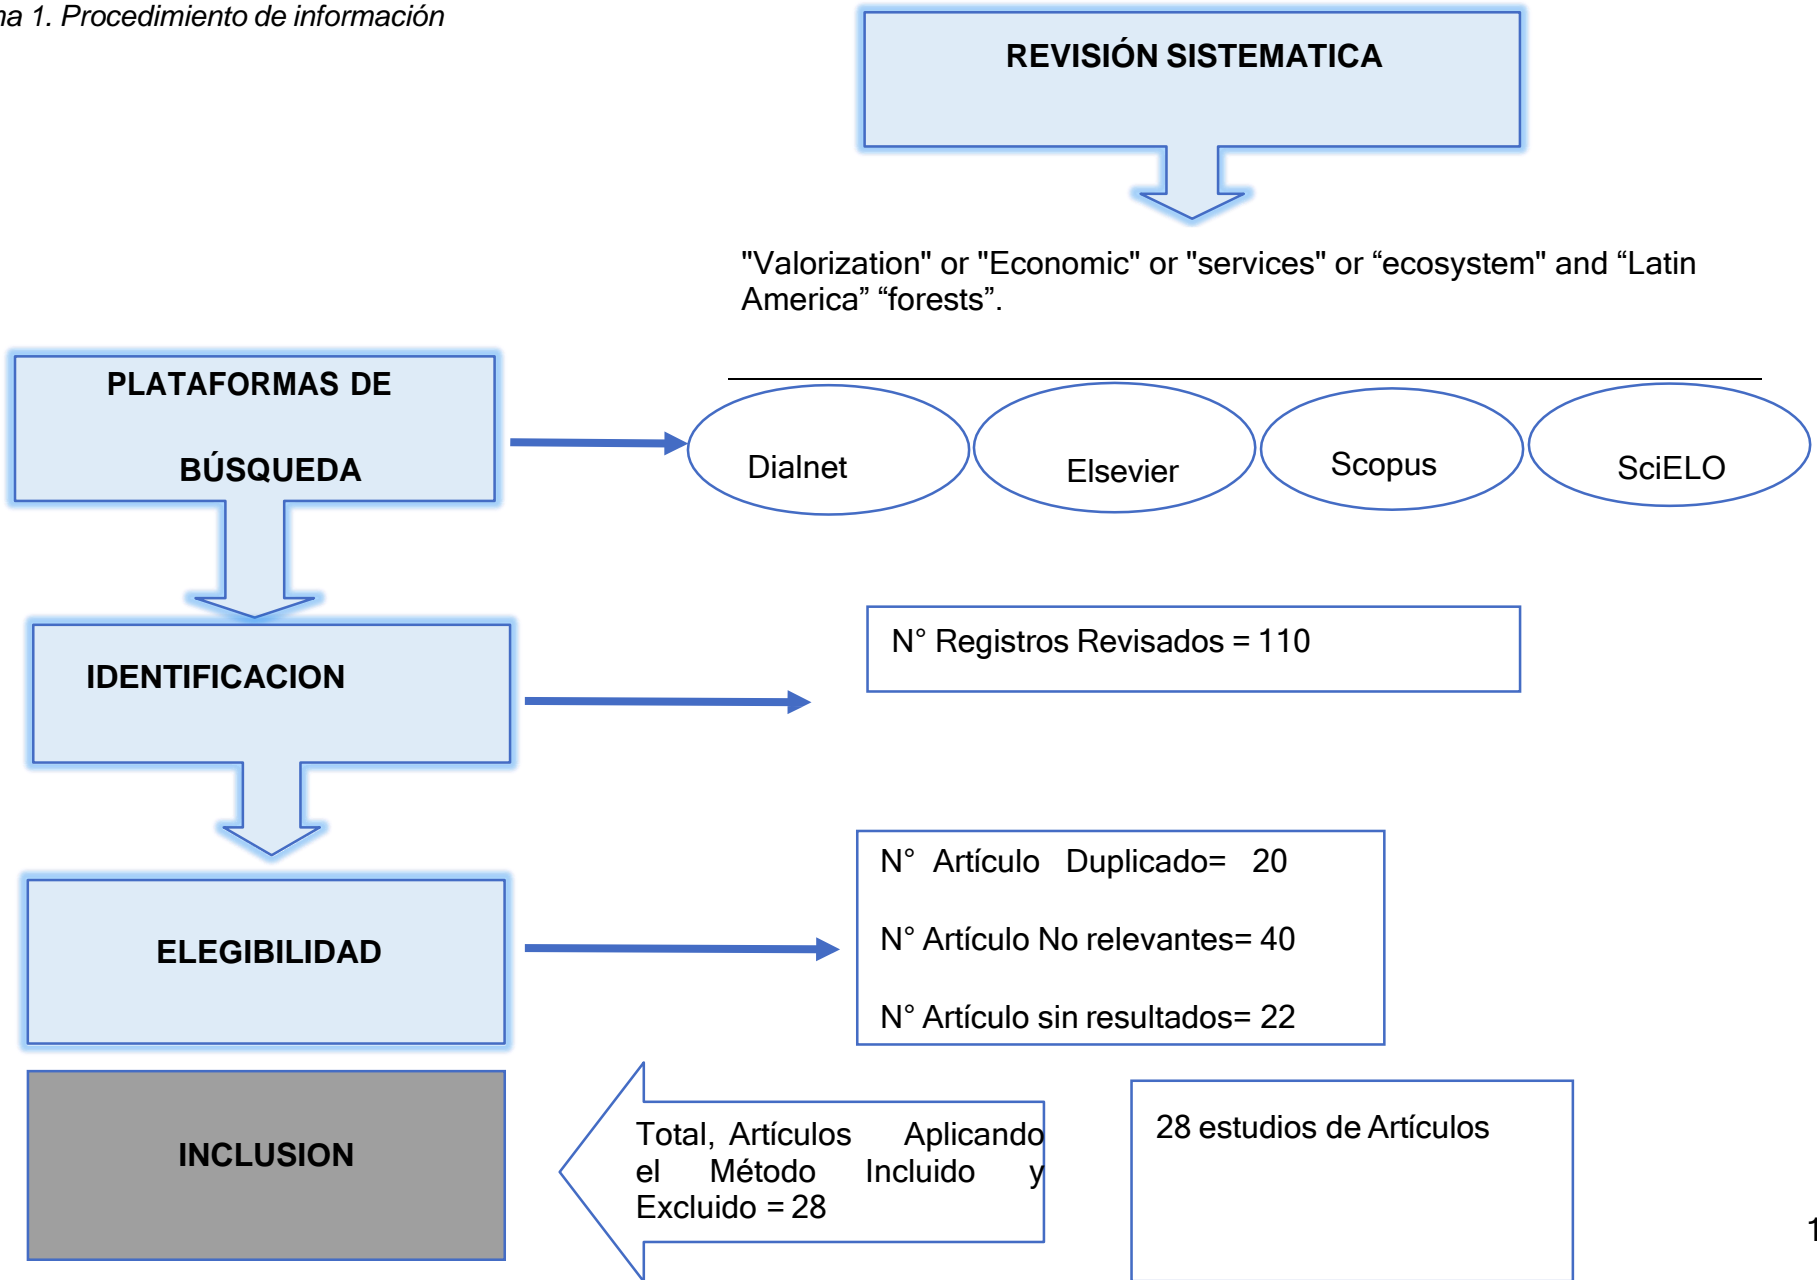 1. Procedimiento de información
REVISIÓN SISTEMATICA
"Valorization" or "Economic" or "services" or “ecosystem” and “Latin
America” “forests”.
PLATAFORMAS DE
BÚSQUEDA
Dialnet
Elsevier
Scopus
SciELO
IDENTIFICACION
N° Registros Revisados = 110
ELEGIBILIDAD
N° Artículo Duplicado= 20
N° Artículo No relevantes= 40
N° Artículo sin resultados= 22
INCLUSION
Total, Artículos Aplicando
el Método Incluido y
Excluido = 28
28 estudios de Artículos